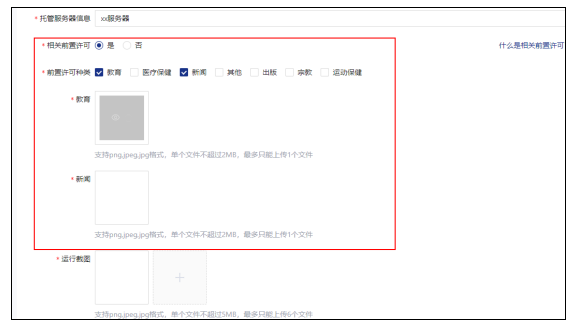 * 托管服务器信息 xx服务器
* 相关前置许可 是 否 什么是相关前置许可
* 前置许可种类 教育 医疗保健 新闻 其他 出版 宗教 运动保健
* 教育
支持png,jpeg,jpg格式，单个文件不超过2MB，最多只能上传1个文件
* 新闻
支持png,jpeg,jpg格式，单个文件不超过2MB，最多只能上传1个文件
* 运行截图
支持png,jpeg,jpg格式，单个文件不超过5MB，最多只能上传6个文件